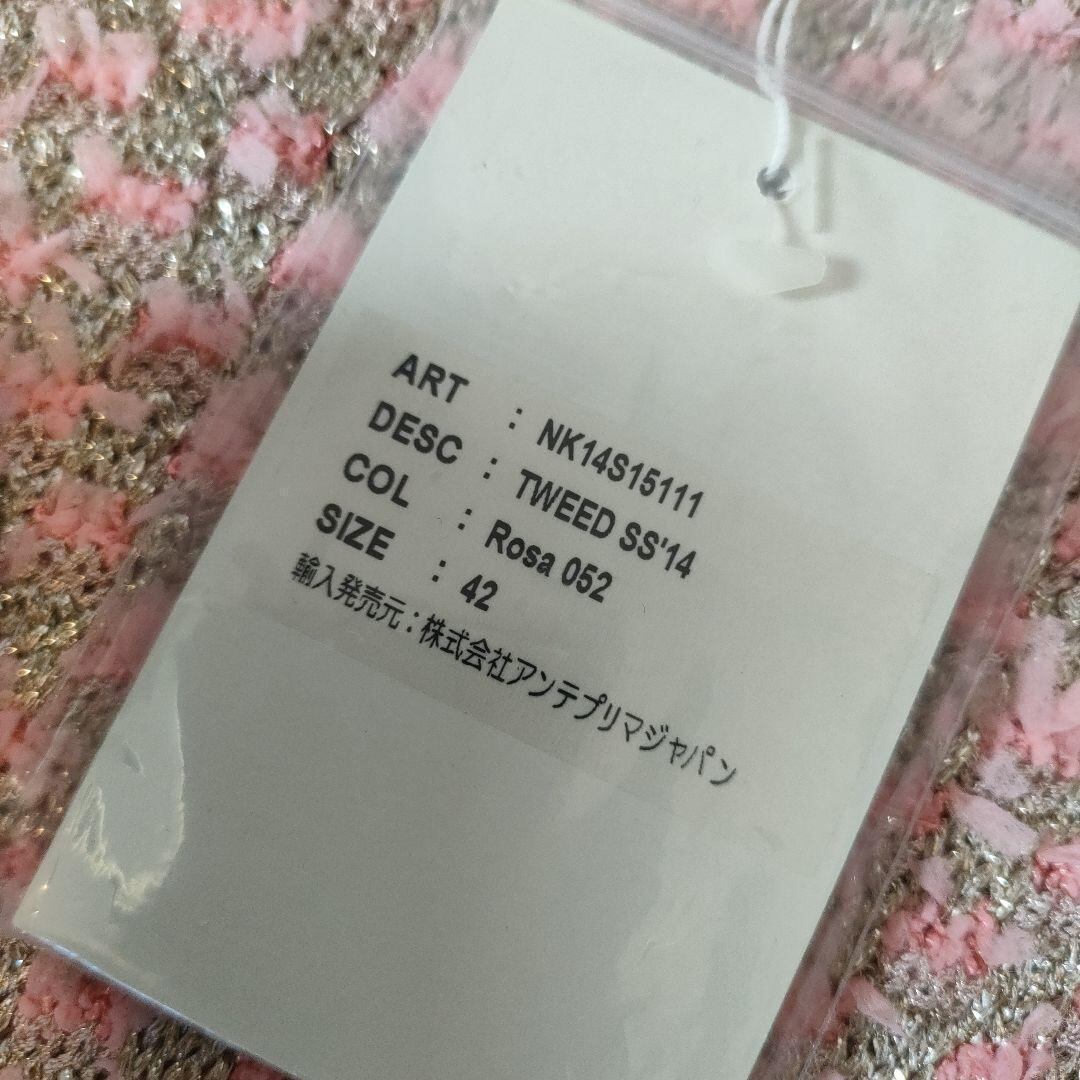 ART : NK14S15111
DESC : TWEED SS'14
COL : Rosa 052
SIZE : 42
輸入発売元：株式会社アンテプリマジャパン